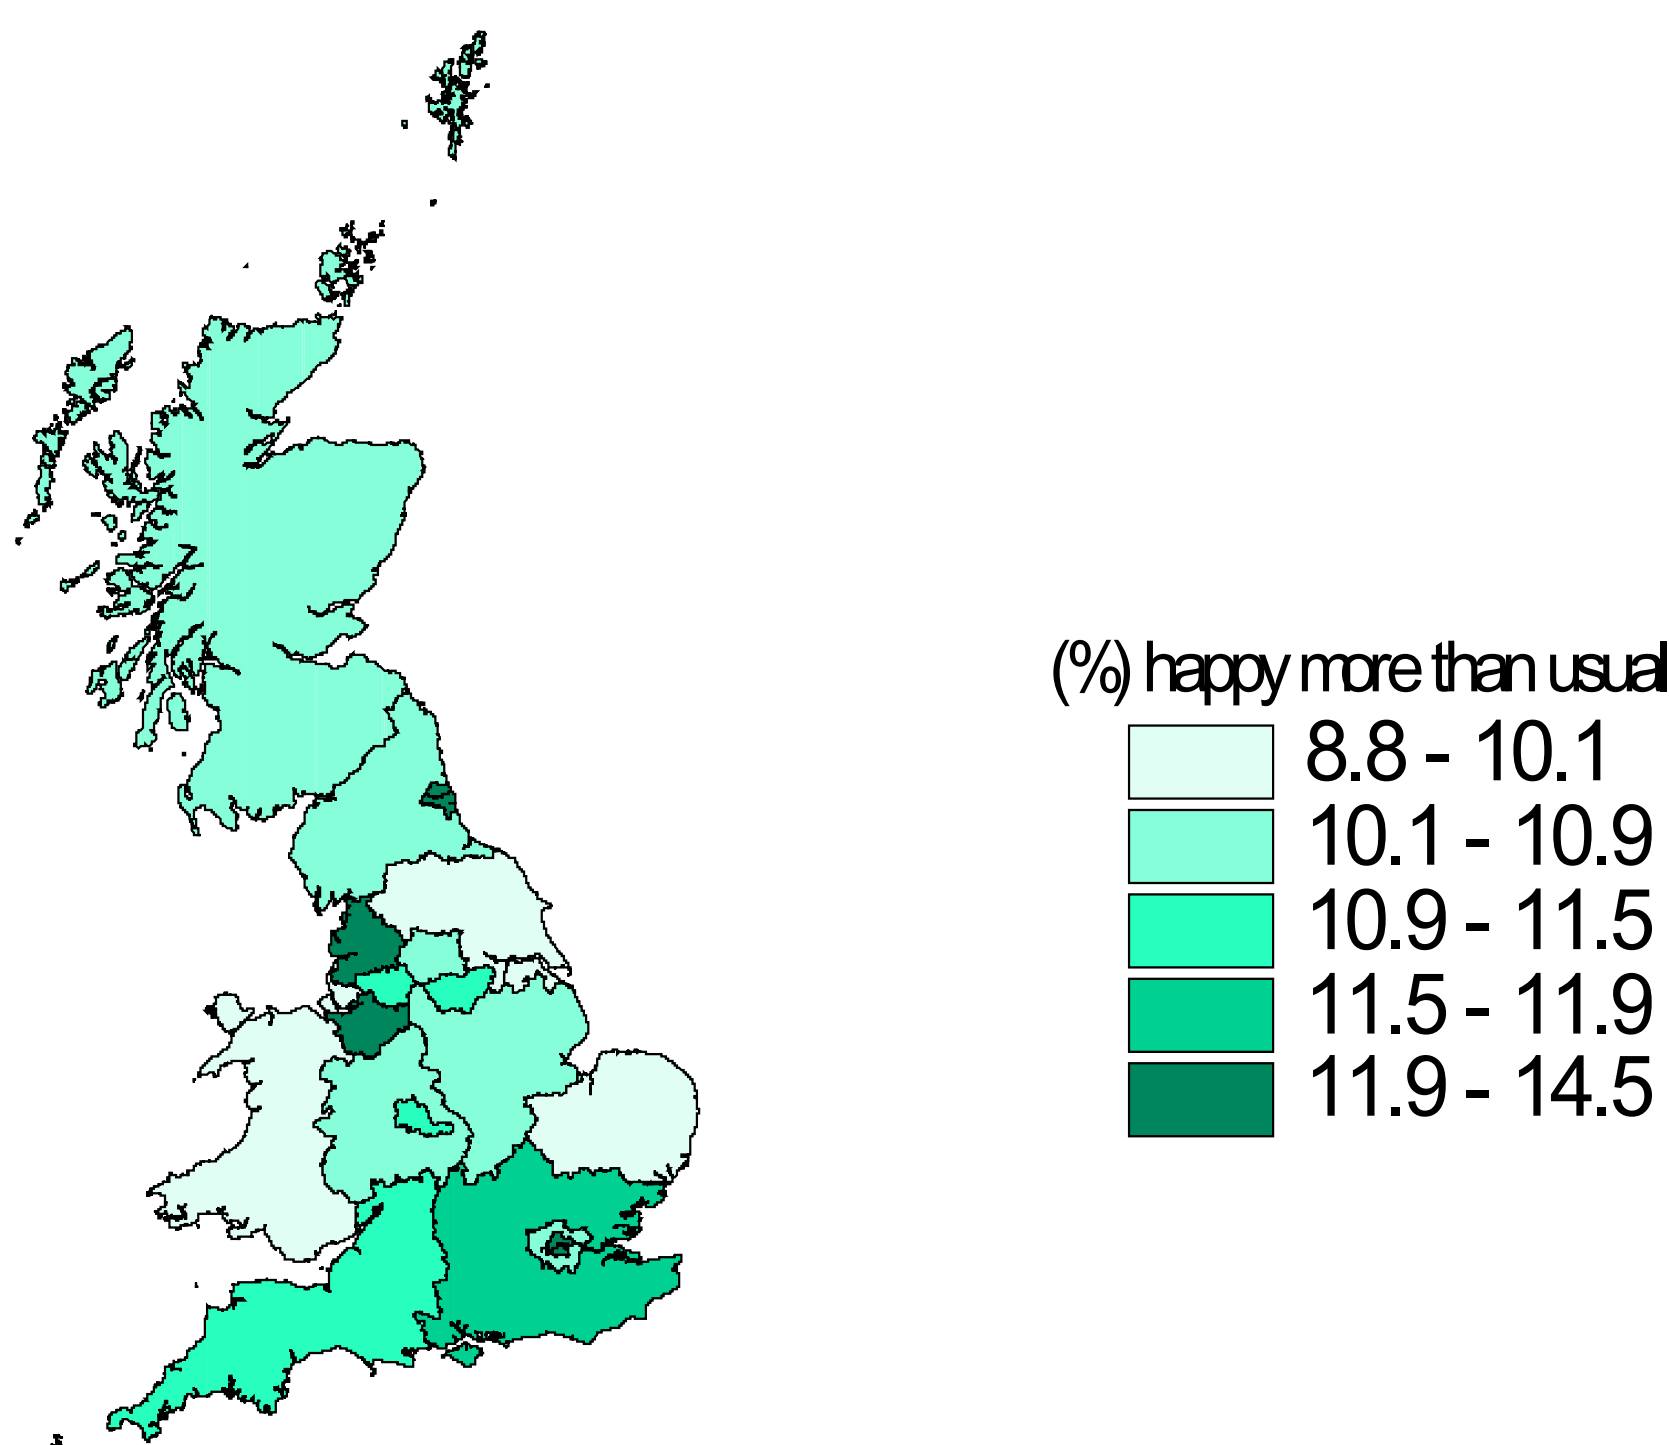 (%) happy more than usual
8.8 - 10.1
10.1 - 10.9
10.9 - 11.5
11.5 - 11.9
11.9 - 14.5